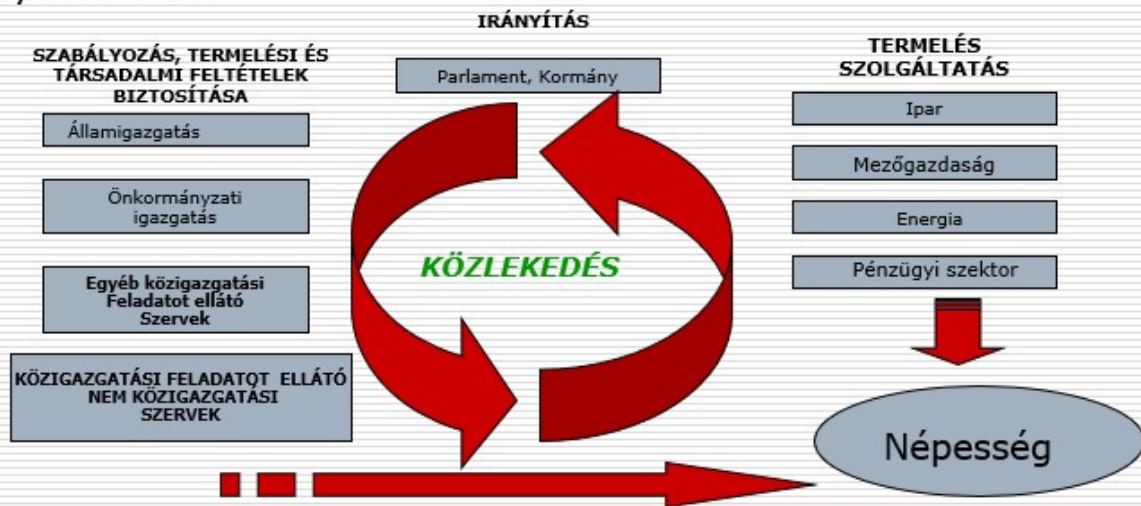 IRÁNYÍTÁS
Parlament, Kormány
SZABÁLYOZÁS, TERMELÉSI ÉS
TÁRSADALMI FELTÉTELEK
BIZTOSÍTÁSA
Államigazgatás
Önkormányzati
igazgatás
Egyéb közigazgatási
Feladatot ellátó
Szervek
KÖZIGAZGATÁSI FELADATOT ELLÁTÓ
NEM KÖZIGAZGATÁSI
SZERVEK
KÖZLEKEDÉS
TERMELÉS
SZOLGÁLTATÁS
Ipar
Mezőgazdaság
Energia
Pénzügyi szektor
Népesség